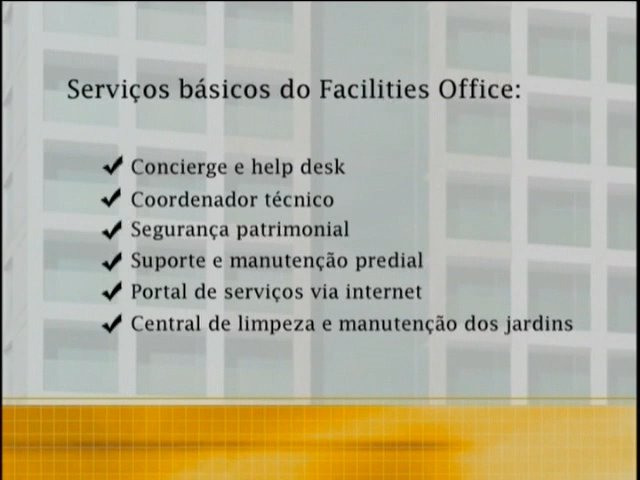 Serviços básicos do Facilities Office:
Concierge e help desk
Coordenador técnico
Segurança patrimonial
Suporte e manutenção predial
Portal de serviços via internet
Central de limpeza e manutenção dos jardins